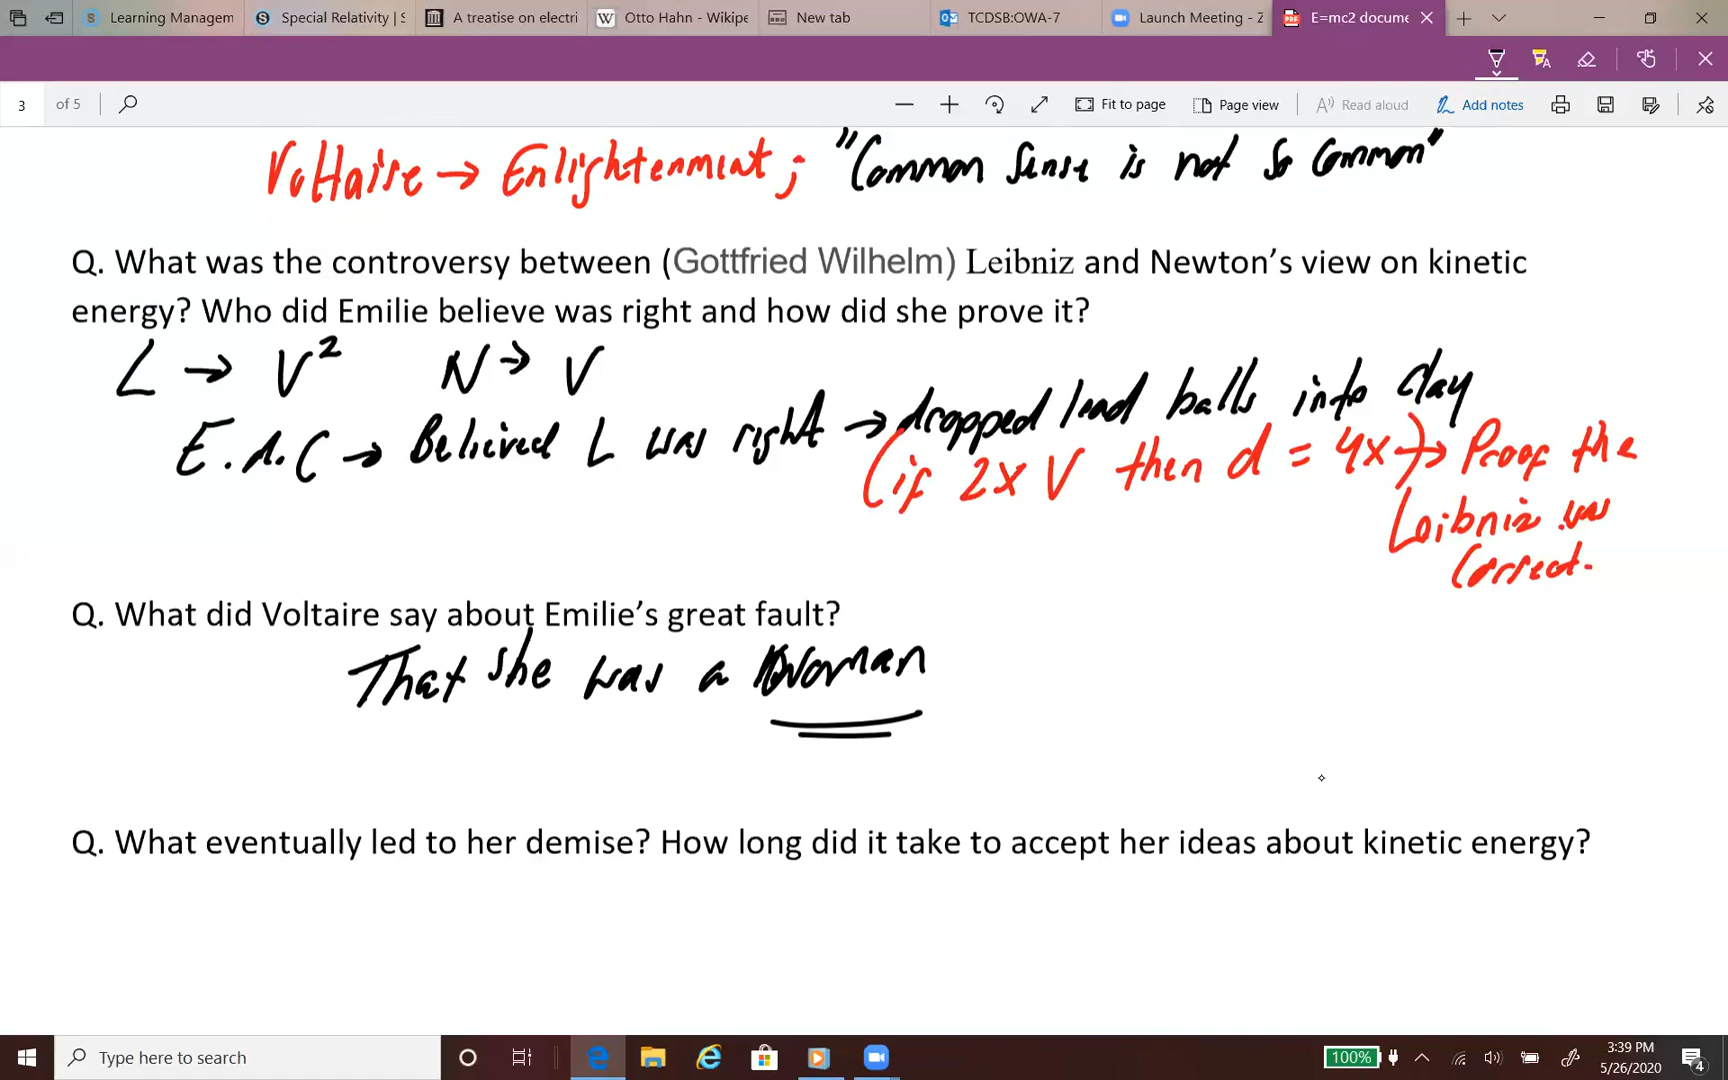 Learning Managem
Special Relativity | S
A treatise on electri
W Otto Hahn - Wikipe
New tab
TCDSB:OWA-7
Launch Meeting - Z
PDF E=mc2 docume
3 of 5
Fit to page
Page view
Read aloud
Add notes
Voltaire → Enlightenment; "Common Sense is not so common"
Q. What was the controversy between (Gottfried Wilhelm) Leibniz and Newton's view on kinetic
energy? Who did Emilie believe was right and how did she prove it?
L → V² N → V
E.d.C → Believed L was right → dropped lead balls into clay
(if 2x V then d = 4x) → Proof the
Leibniz was
correct.
Q. What did Voltaire say about Emilie's great fault?
That she was a Woman
Q. What eventually led to her demise? How long did it take to accept her ideas about kinetic energy?
Type here to search
100%
3:39 PM
5/26/2020
4